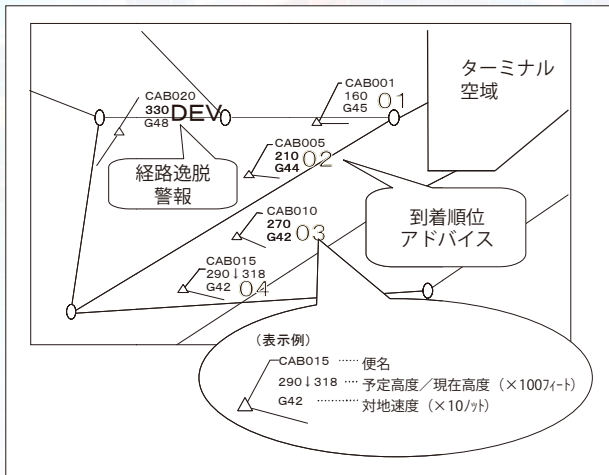 CAB020
330DEV
G48
CAB001
160
G45 01
ターミナル
空域
経路逸脱
警報
CAB005
210
G44 02
到着順位
アドバイス
CAB010
270
G42 03
CAB015
290↓318
G42 04
(表示例)
CAB015 ‥‥‥ 便名
290↓318 ‥‥ 予定高度/現在高度(×100フィート)
G42 ‥‥‥‥‥ 対地速度(×10ノット)